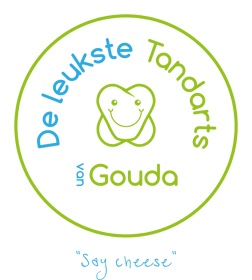 De leukste Tandarts
van Gouda
"Say cheese"